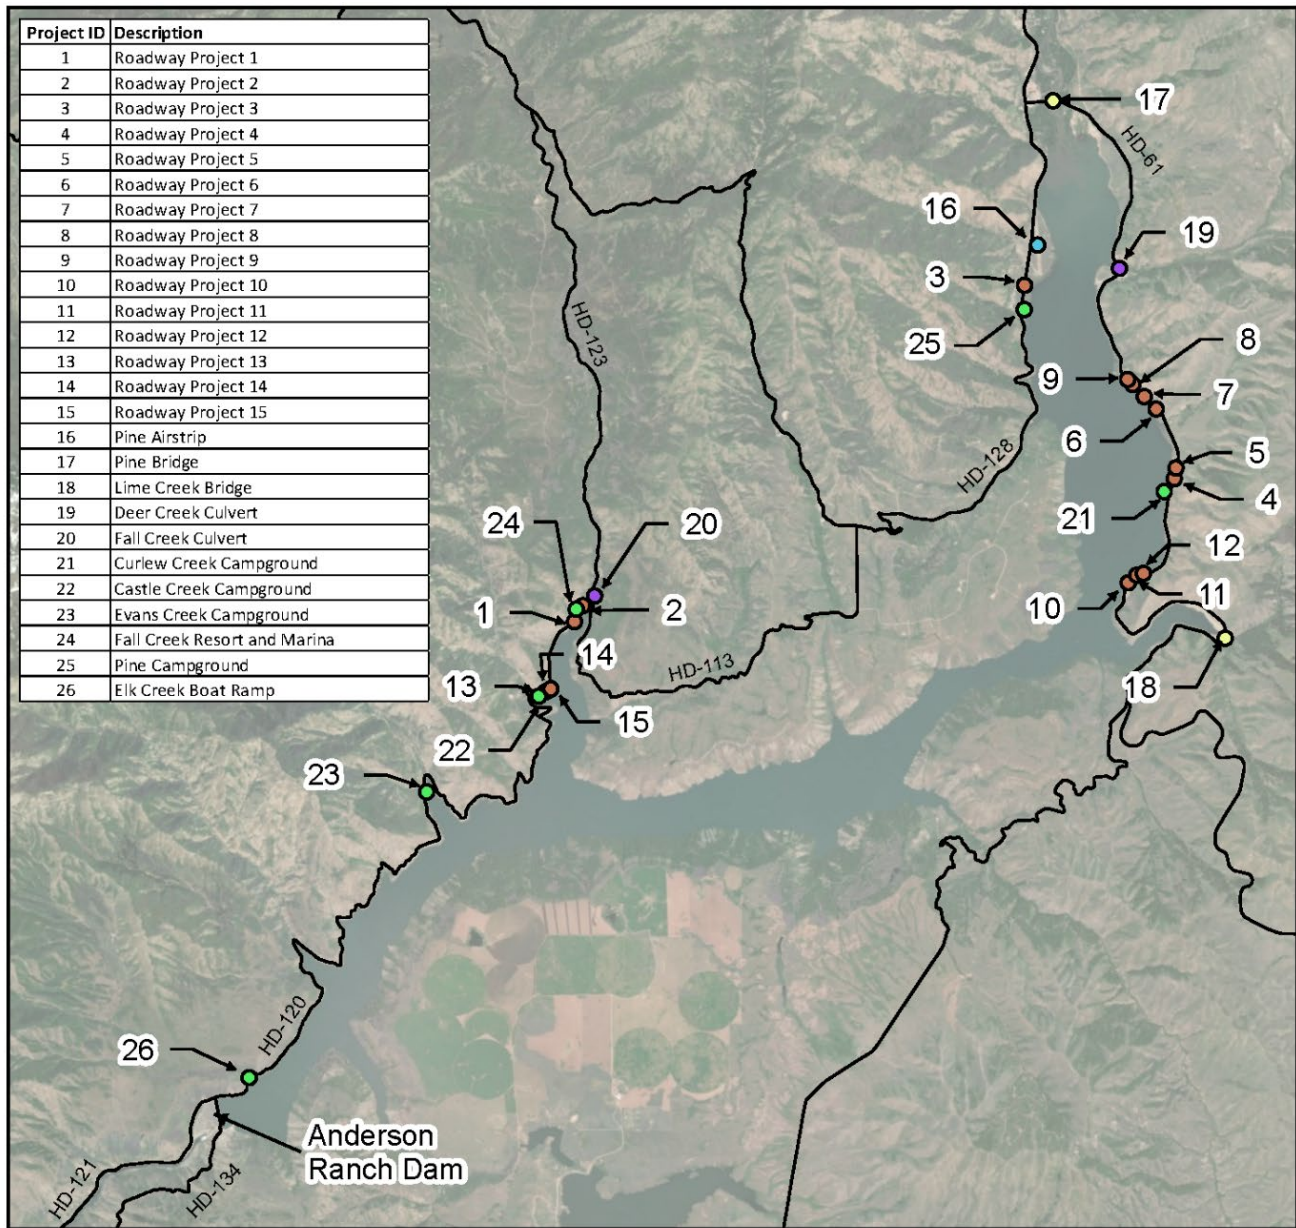 Project ID Description
1 Roadway Project 1
2 Roadway Project 2
3 Roadway Project 3
4 Roadway Project 4
5 Roadway Project 5
6 Roadway Project 6
7 Roadway Project 7
8 Roadway Project 8
9 Roadway Project 9
10 Roadway Project 10
11 Roadway Project 11
12 Roadway Project 12
13 Roadway Project 13
14 Roadway Project 14
15 Roadway Project 15
16 Pine Airstrip
17 Pine Bridge
18 Lime Creek Bridge
19 Deer Creek Culvert
20 Fall Creek Culvert
21 Curlew Creek Campground
22 Castle Creek Campground
23 Evans Creek Campground
24 Fall Creek Resort and Marina
25 Pine Campground
26 Elk Creek Boat Ramp
17
HD-61
16
19
3
HD-123
25
8
9
7
6
HD-128
5
4
24
20
21
12
1
2
10
11
14
HD-113
13
18
15
22
23
HD-120
26
Anderson
Ranch Dam
HD-121
HD-134